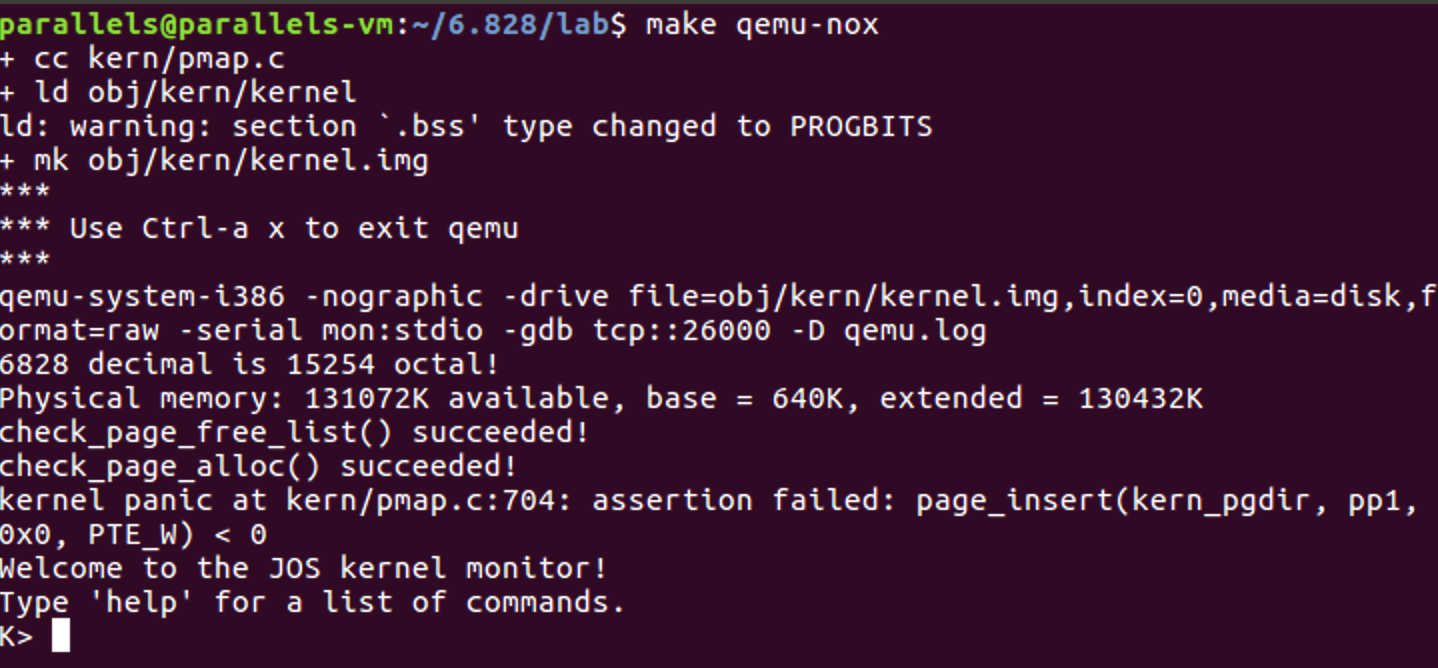 parallels@parallels-vm:~/6.828/lab$ make qemu-nox
+ cc kern/pmap.c
+ ld obj/kern/kernel
ld: warning: section `.bss' type changed to PROGBITS
+ mk obj/kern/kernel.img
***
*** Use Ctrl-a x to exit qemu
***
qemu-system-i386 -nographic -drive file=obj/kern/kernel.img,index=0,media=disk,f
ormat=raw -serial mon:stdio -gdb tcp::26000 -D qemu.log
6828 decimal is 15254 octal!
Physical memory: 131072K available, base = 640K, extended = 130432K
check_page_free_list() succeeded!
check_page_alloc() succeeded!
kernel panic at kern/pmap.c:704: assertion failed: page_insert(kern_pgdir, pp1,
0x0, PTE_W) < 0
Welcome to the JOS kernel monitor!
Type 'help' for a list of commands.
K>